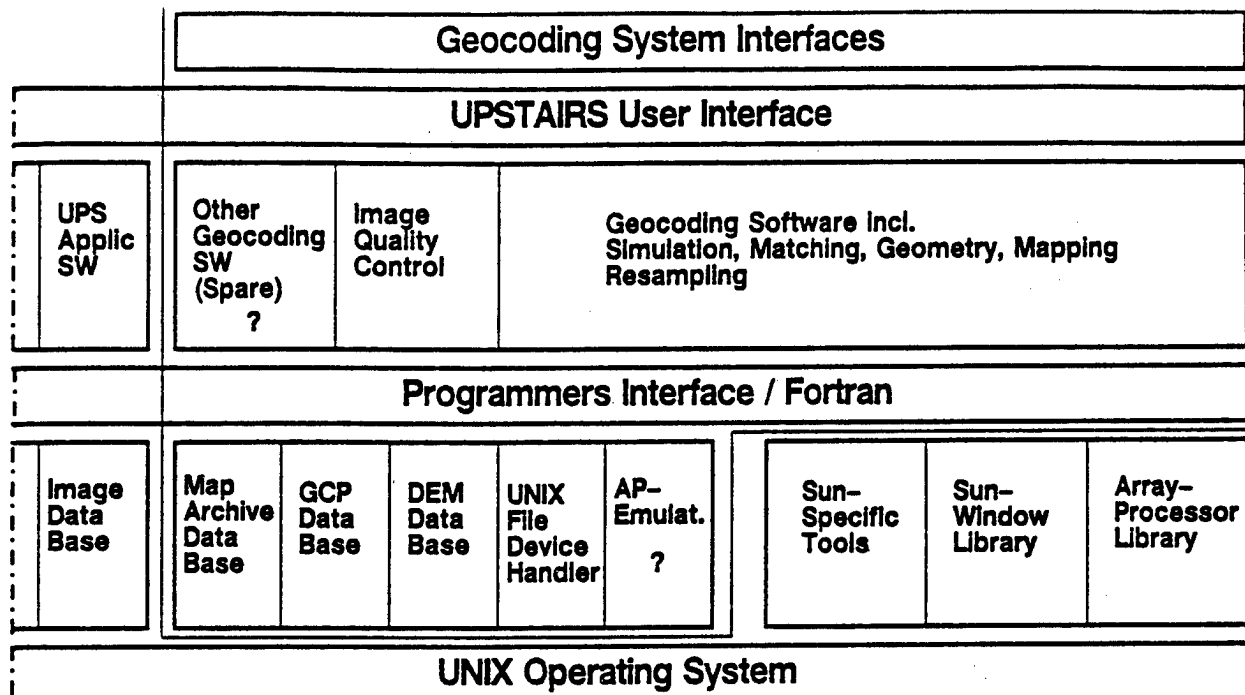 Geocoding System Interfaces
UPSTAIRS User Interface
UPS
Applic
SW
Other
Geocoding
SW
(Spare)
?
Image
Quality
Control
Geocoding Software incl.
Simulation, Matching, Geometry, Mapping
Resampling
Programmers Interface / Fortran
Image
Data
Base
Map
Archive
Data
Base
GCP
Data
Base
DEM
Data
Base
UNIX
File
Device
Handler
AP-
Emulat.
?
Sun-
Specific
Tools
Sun-
Window
Library
Array-
Processor
Library
UNIX Operating System